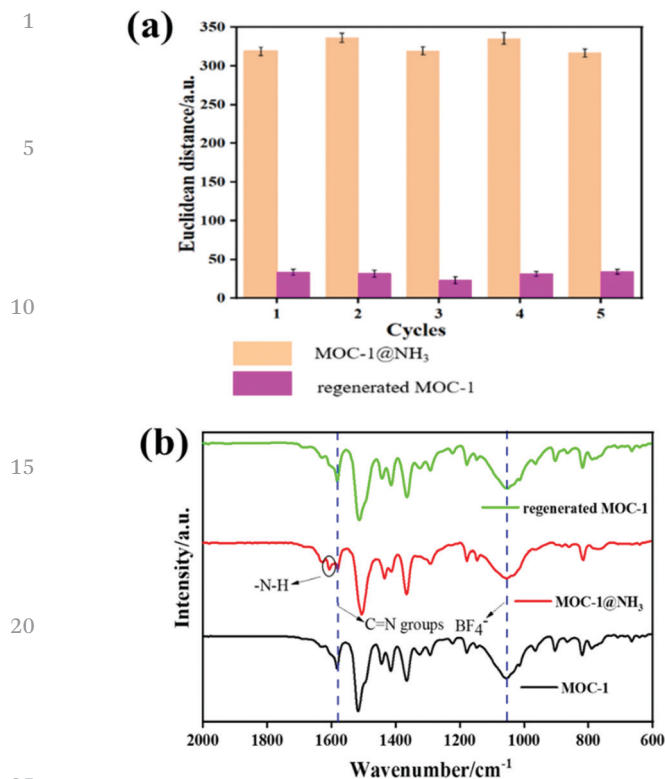 1
5
10
15
20
(a)
Euclidean distance/a.u.
350
300
250
200
150
100
50
0
1 2 3 4 5
Cycles
MOC-1@NH₃
regenerated MOC-1
(b)
Intensity/a.u.
regenerated MOC-1
-N-H
MOC-1@NH₃
C=N groups BF₄⁻
MOC-1
2000 1800 1600 1400 1200 1000 800 600
Wavenumber/cm⁻¹